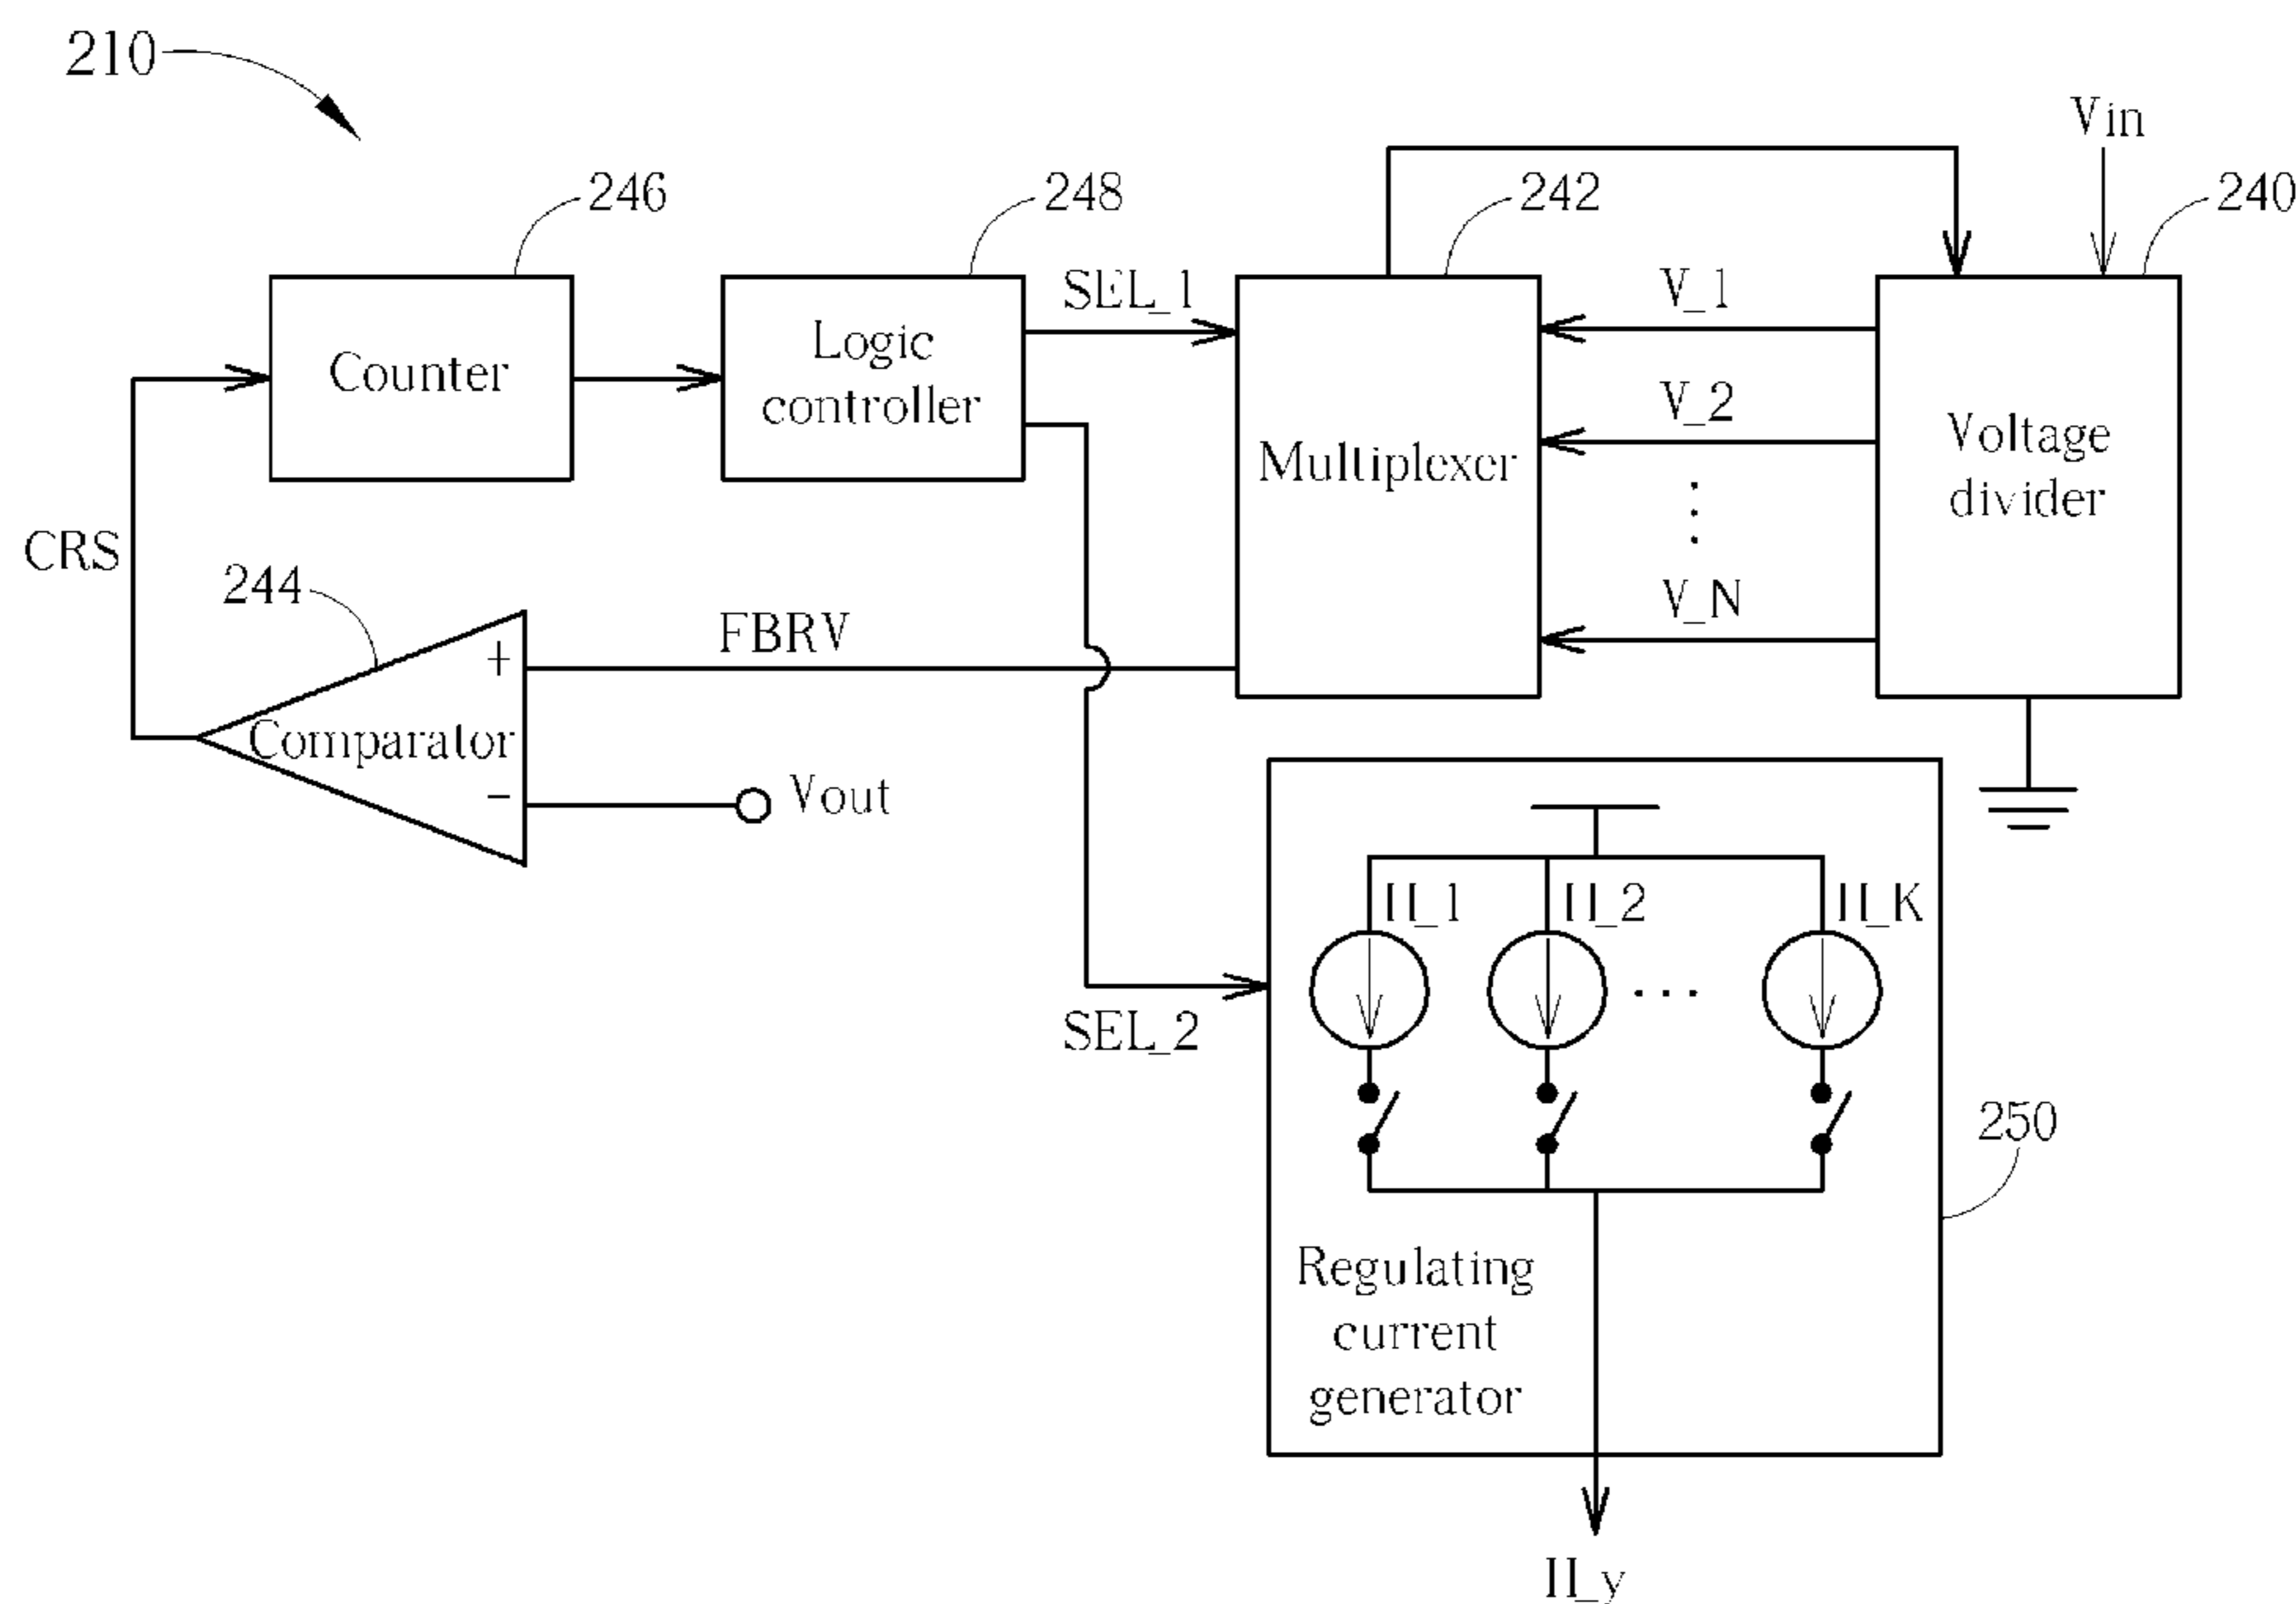 210
Vin
246
248
242
240
SEL_1
V_1
Counter
Logic
controller
Multiplexer
V_2
Voltage
divider
⋮
CRS
244
FBRV
V_N
+
Comparator
−
Vout
II_1
II_2
II_K
...
SEL_2
250
Regulating
current
generator
II_y